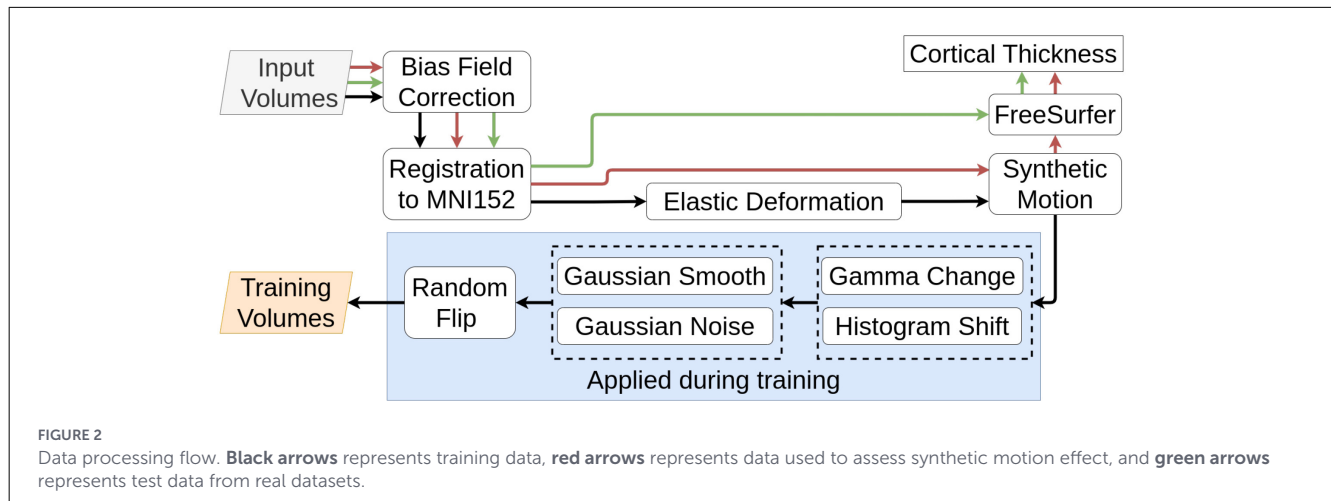 Input
Volumes
Bias Field
Correction
Cortical Thickness
FreeSurfer
Registration
to MNI152
Synthetic
Motion
Elastic Deformation
Training
Volumes
Random
Flip
Gaussian Smooth
Gaussian Noise
Gamma Change
Histogram Shift
Applied during training
FIGURE 2
Data processing flow. Black arrows represents training data, red arrows represents data used to assess synthetic motion effect, and green arrows
represents test data from real datasets.